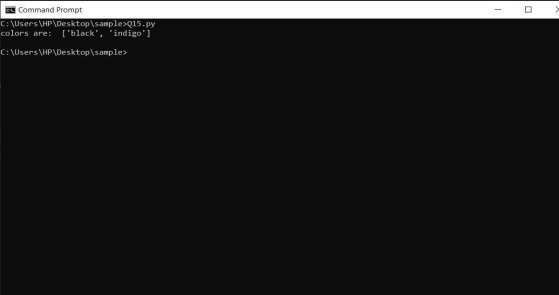 Command Prompt
C:\Users\HP\Desktop\sample>Q15.py
colors are:  ['black', 'indigo']
C:\Users\HP\Desktop\sample>